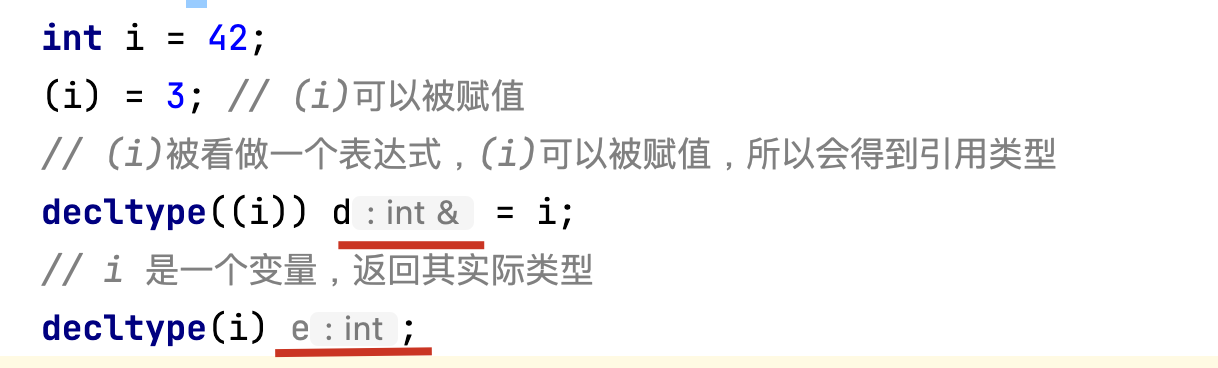 int i = 42;
(i) = 3; // (i)可以被赋值
// (i)被看做一个表达式，(i)可以被赋值，所以会得到引用类型
decltype((i)) d : int & = i;
// i 是一个变量，返回其实际类型
decltype(i) e : int ;